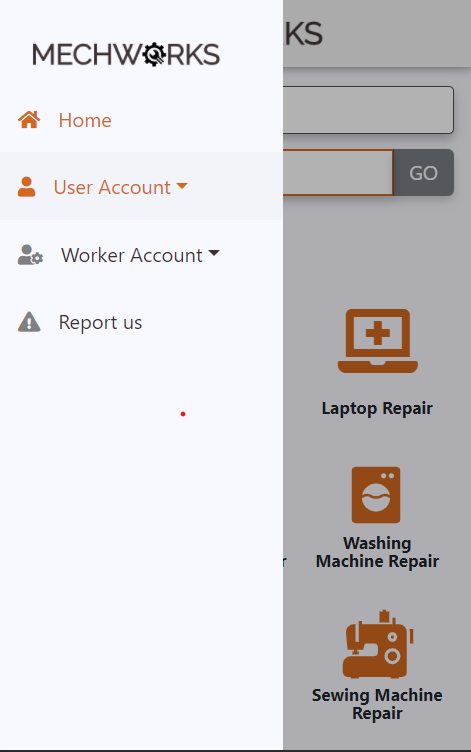 MECHWORKS
KS
Home
GO
User Account
Worker Account
Report us
Laptop Repair
Washing
Machine Repair
r
Sewing Machine
Repair